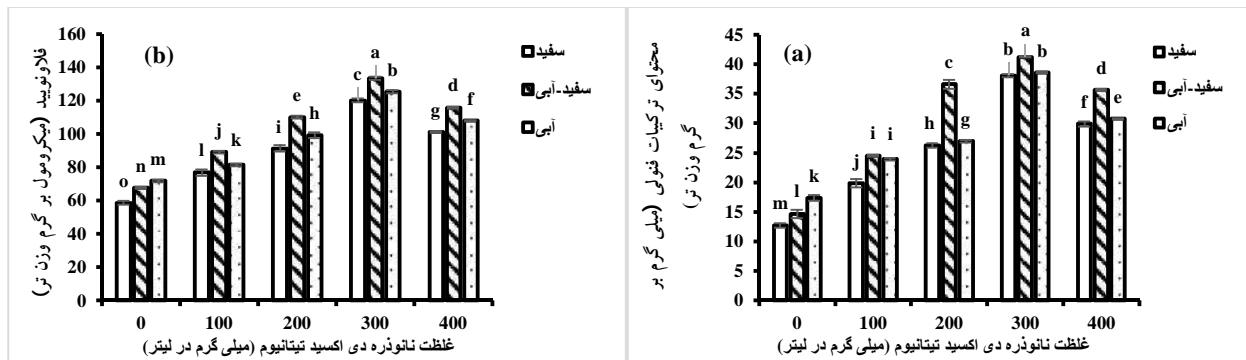 (b)
فلاونویید (میکرومول بر گرم وزن تر)
160
140
120
100
80
60
40
20
0
o n m
l j k
i e h
c a b
g d f
0 100 200 300 400
غلظت نانوذره دی اکسید تیتانیوم (میلی گرم در لیتر)
سفید
سفید-آبی
آبی
(a)
محتوای ترکیبات فنولی (میلی گرم بر
گرم وزن تر)
45
40
35
30
25
20
15
10
5
0
m l k
j i i
h c g
b a b
f d e
0 100 200 300 400
غلظت نانوذره دی اکسید تیتانیوم (میلی گرم در لیتر)
سفید
سفید-آبی
آبی